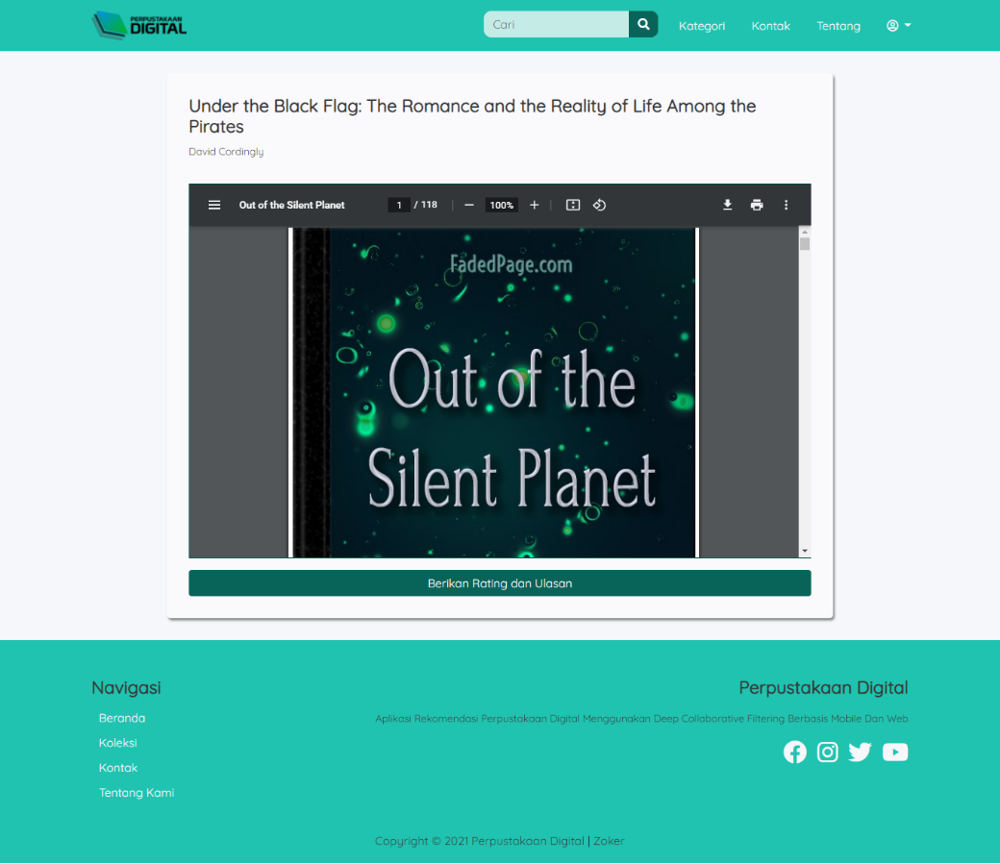 PERPUSTAKAAN
DIGITAL
Cari
Kategori
Kontak
Tentang
Under the Black Flag: The Romance and the Reality of Life Among the
Pirates
David Cordingly
Out of the Silent Planet
1 / 118
100%
FadedPage.com
Out of the
Silent Planet
Berikan Rating dan Ulasan
Navigasi
Beranda
Koleksi
Kontak
Tentang Kami
Perpustakaan Digital
Aplikasi Rekomendasi Perpustakaan Digital Menggunakan Deep Collaborative Filtering Berbasis Mobile Dan Web
Copyright © 2021 Perpustakaan Digital | Zoker